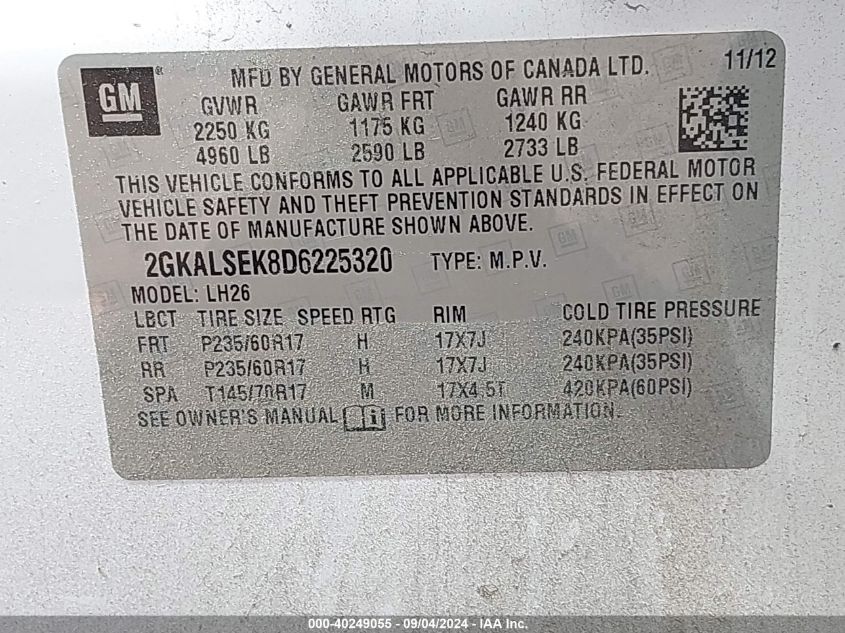 GM ® MFD BY GENERAL MOTORS OF CANADA LTD. 11/12
GVWR GAWR FRT GAWR RR
2250 KG 1175 KG 1240 KG
4960 LB 2590 LB 2733 LB
THIS VEHICLE CONFORMS TO ALL APPLICABLE U.S. FEDERAL MOTOR
VEHICLE SAFETY AND THEFT PREVENTION STANDARDS IN EFFECT ON
THE DATE OF MANUFACTURE SHOWN ABOVE.
2GKALSEK8D6225320 TYPE: M.P.V.
MODEL: LH26
LBCT TIRE SIZE SPEED RTG RIM COLD TIRE PRESSURE
FRT P235/60R17 H 17X7J 240KPA(35PSI)
RR P235/60R17 H 17X7J 240KPA(35PSI)
SPA T145/70R17 M 17X4.5T 420KPA(60PSI)
SEE OWNER'S MANUAL FOR MORE INFORMATION.
000-40249055 - 09/04/2024 - IAAI.com